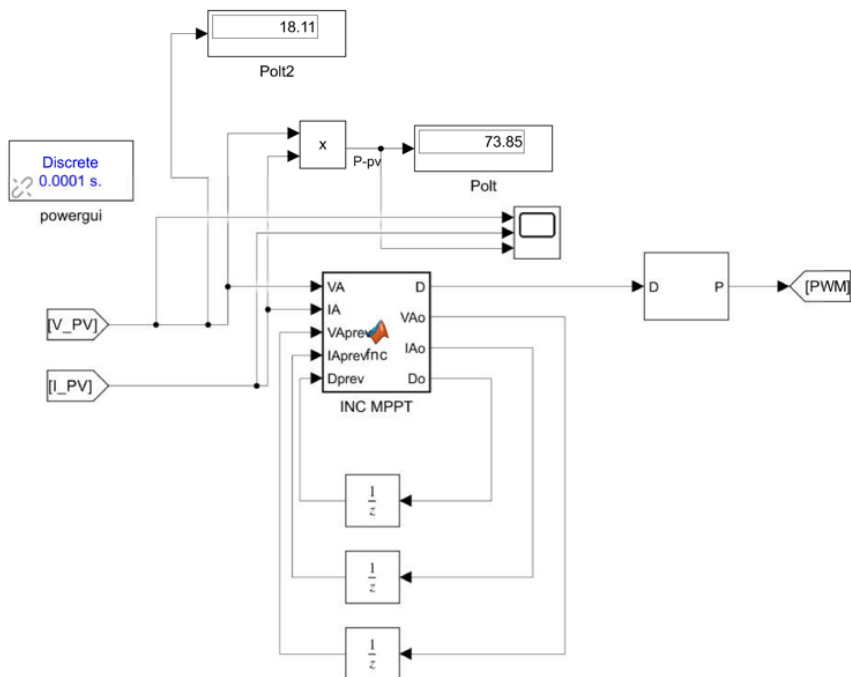 18.11
Polt2
x
P-pv
73.85
Polt
Discrete
0.0001 s.
powergui
VA
IA
VAprev
IAprev
Dprev
fnc
D
VAo
IAo
Do
INC MPPT
D
P
[PWM]
[V_PV]
[I_PV]
1
z
1
z
1
z